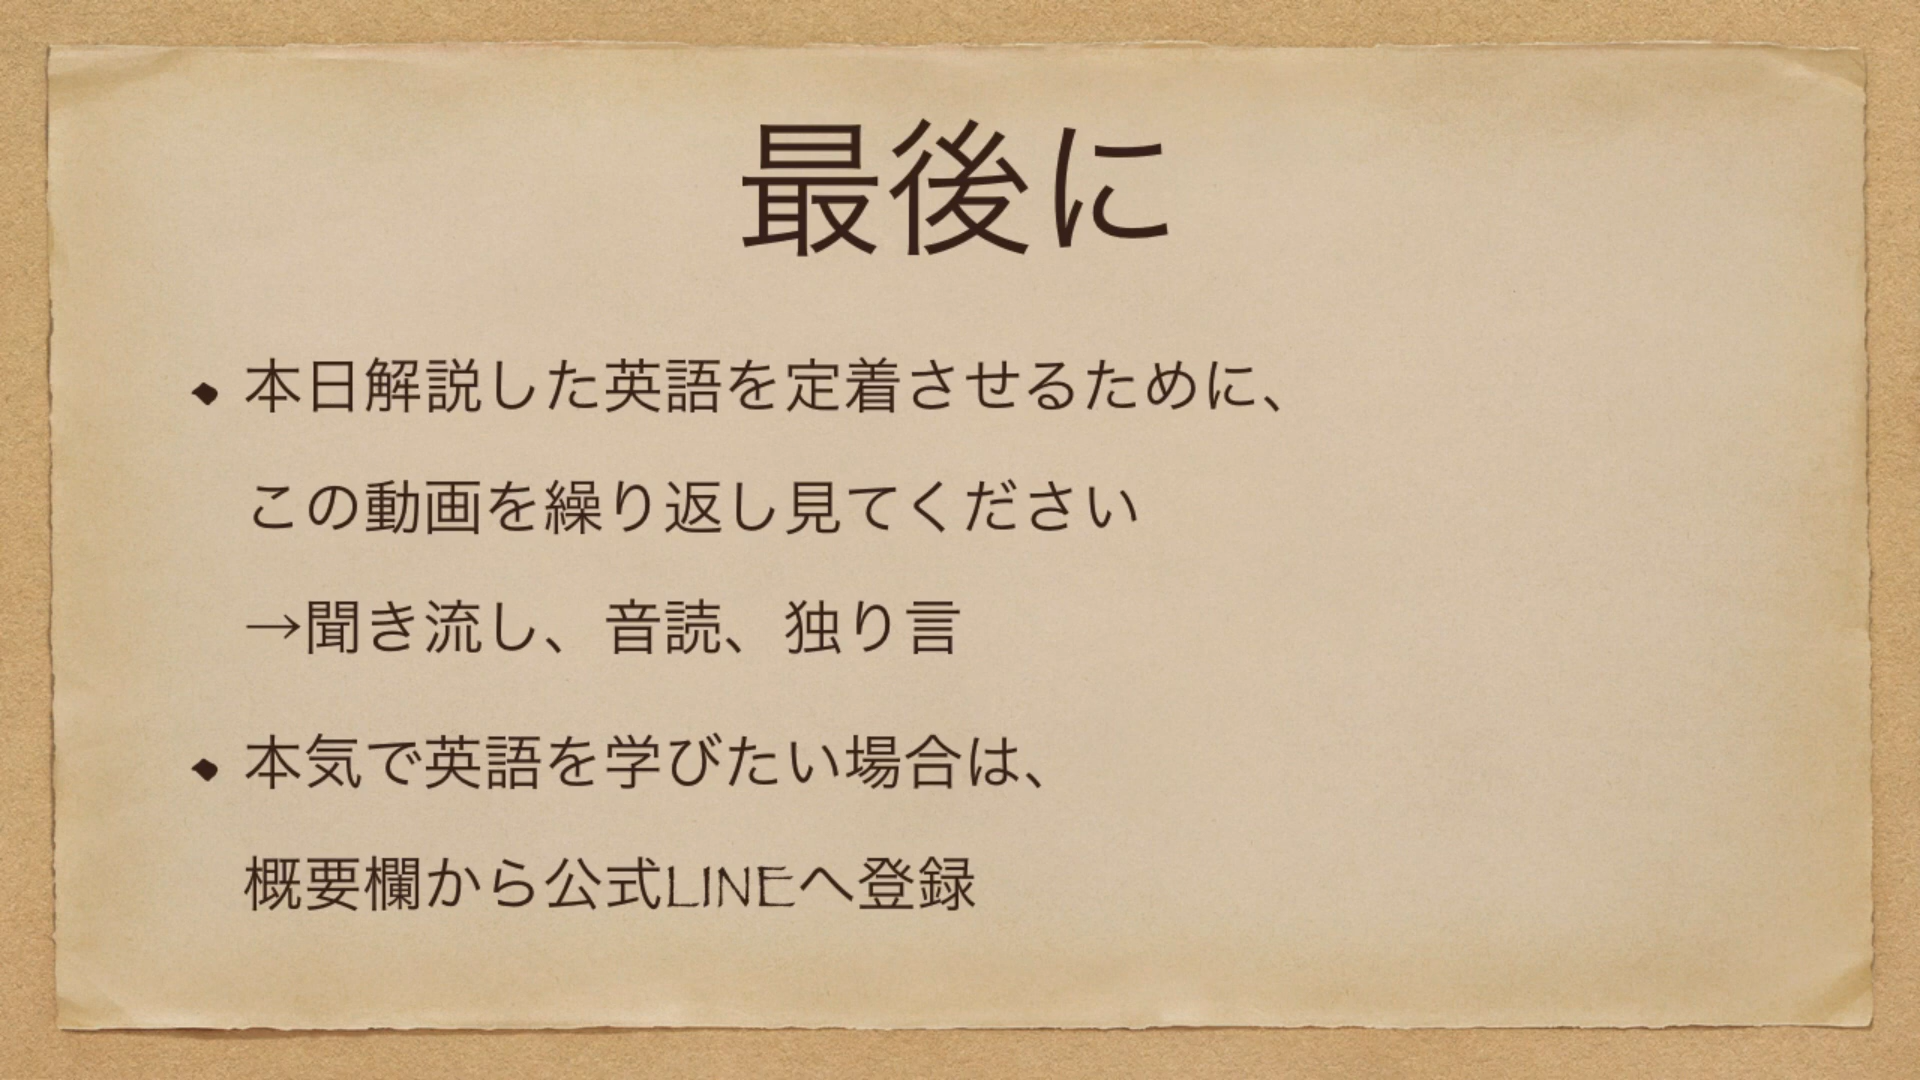 最後に
• 本日解説した英語を定着させるために、
この動画を繰り返し見てください
→聞き流し、音読、独り言
• 本気で英語を学びたい場合は、
概要欄から公式LINEへ登録